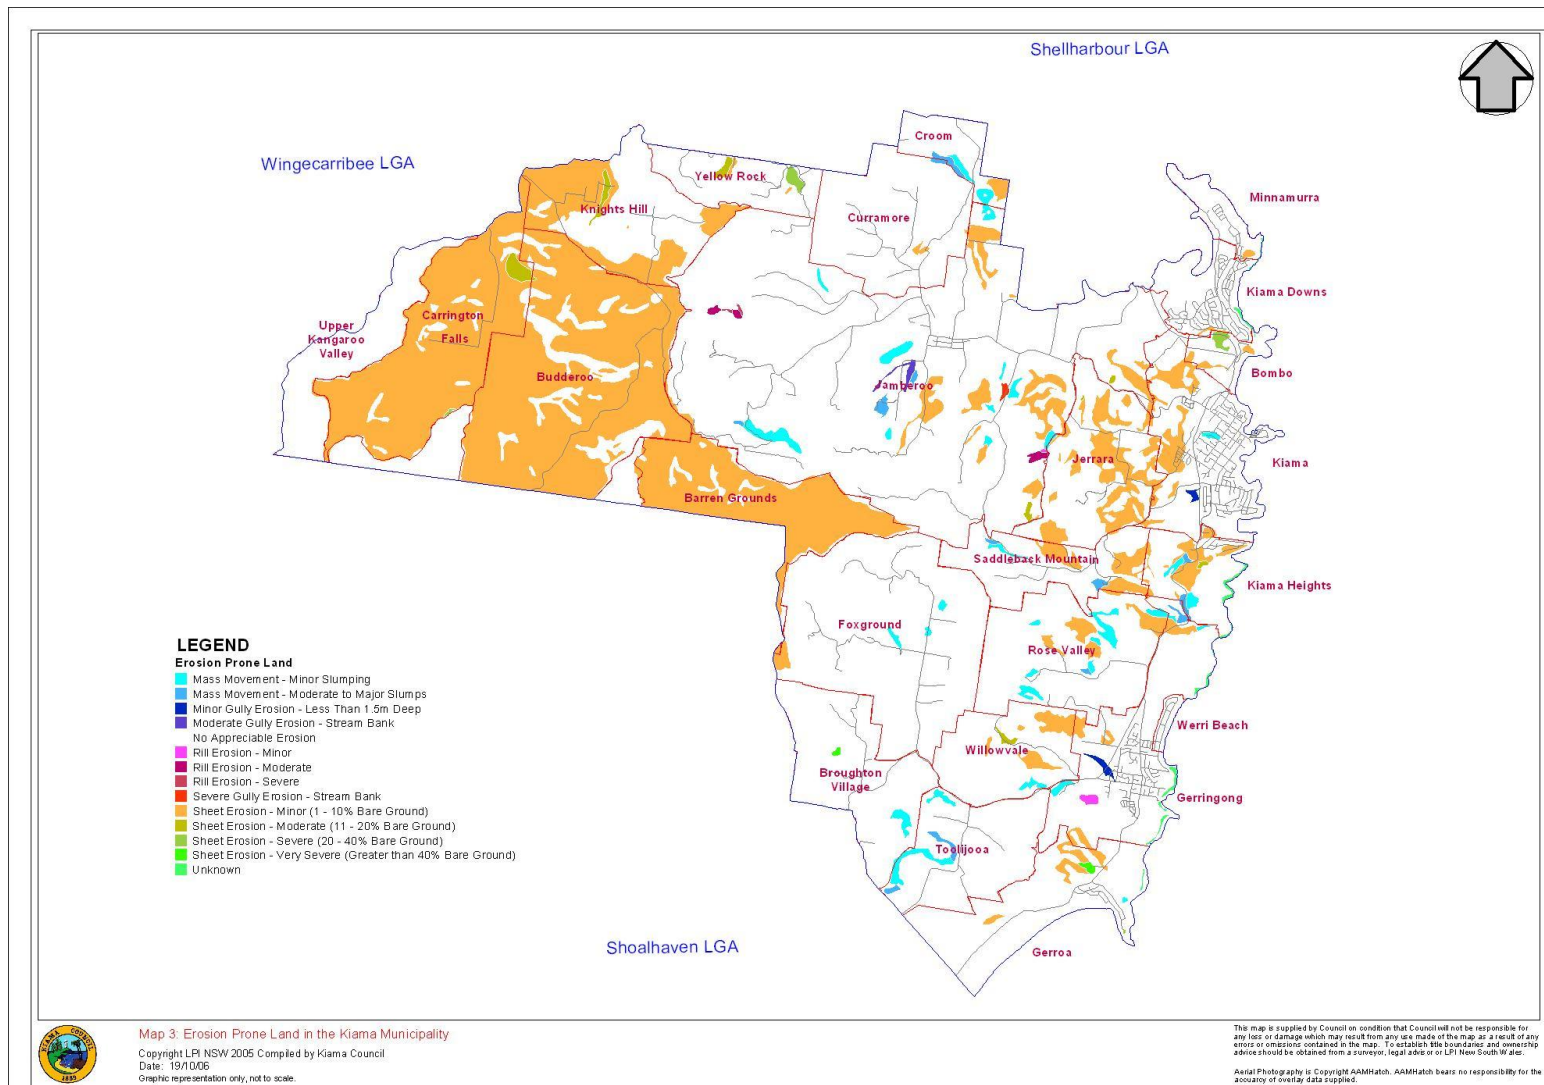 Shellharbour LGA
Wingecarribee LGA
Croom
Yellow Rock
Knights Hill
Curramore
Minnamurra
Kiama Downs
Carrington
Falls
Upper
Kangaroo
Valley
Budderoo
Jamberoo
Bombo
Jerrara
Kiama
Barren Grounds
Saddleback Mountain
Kiama Heights
Foxground
Rose Valley
LEGEND
Erosion Prone Land
Mass Movement - Minor Slumping
Mass Movement - Moderate to Major Slumps
Minor Gully Erosion - Less Than 1.5m Deep
Moderate Gully Erosion - Stream Bank
No Appreciable Erosion
Rill Erosion - Minor
Rill Erosion - Moderate
Rill Erosion - Severe
Severe Gully Erosion - Stream Bank
Sheet Erosion - Minor (1 - 10% Bare Ground)
Sheet Erosion - Moderate (11 - 20% Bare Ground)
Sheet Erosion - Severe (20 - 40% Bare Ground)
Sheet Erosion - Very Severe (Greater than 40% Bare Ground)
Unknown
Werri Beach
Willowvale
Broughton
Village
Gerringong
Toolijooa
Shoalhaven LGA
Gerroa
KIAMA COUNCIL
1859
Map 3: Erosion Prone Land in the Kiama Municipality
Copyright LPI NSW 2005 Compiled by Kiama Council
Date: 19/10/06
Graphic representation only, not to scale.
This map is supplied by Council on condition that Council will not be responsible for
any loss or damage which may result from any use made of the map as a result of any
errors or omissions contained in the map. To establish title boundaries and ownership
advice should be obtained from a surveyor, legal advisor or LPI New South Wales.
Aerial Photography is Copyright AAMHatch. AAMHatch bears no responsibility for the
accuarcy of overlay data supplied.